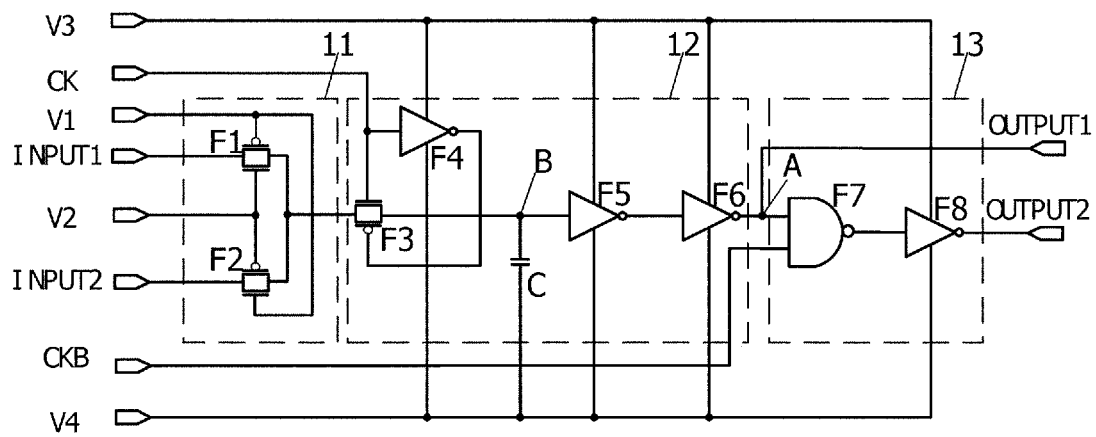 V3
CK
V1
INPUT1
V2
INPUT2
CKB
V4
11
12
13
F1
F2
F3
F4
B
C
F5
F6
A
F7
F8
OUTPUT1
OUTPUT2